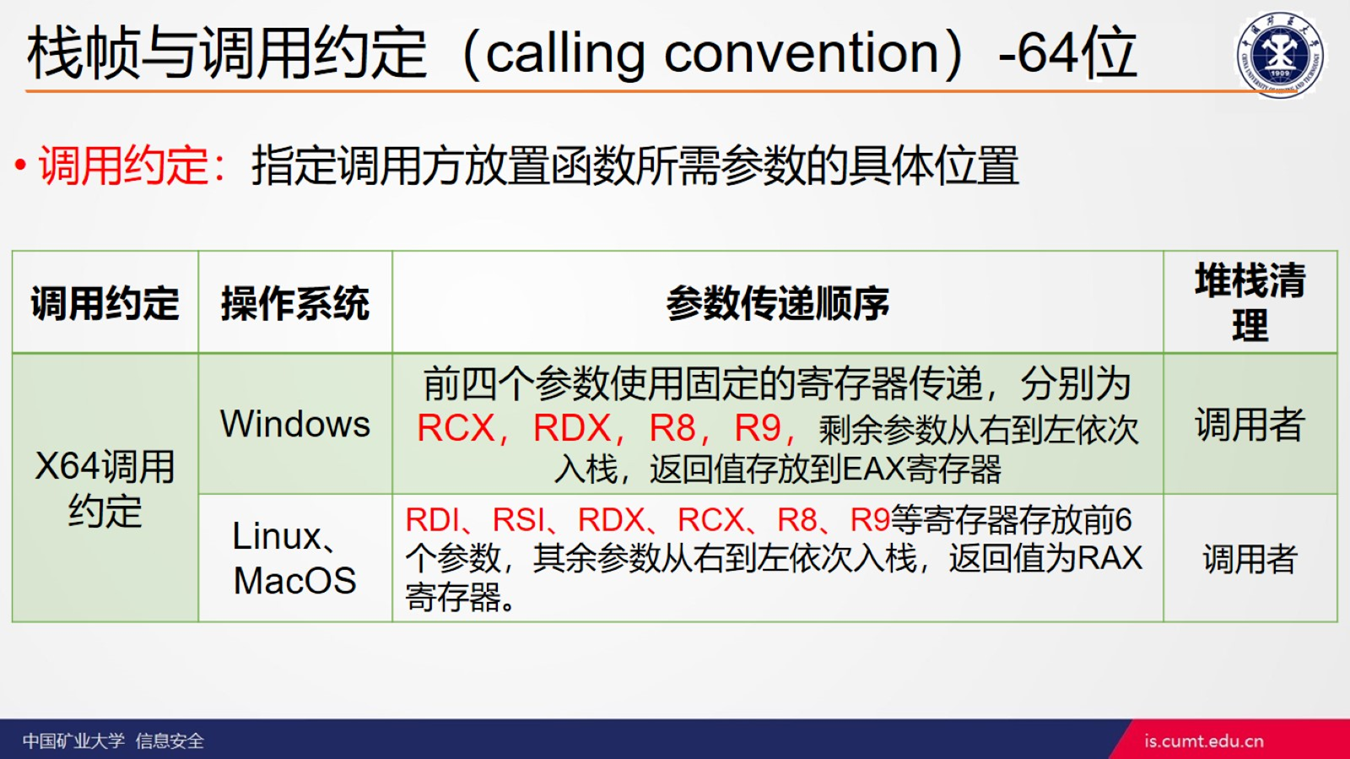 栈帧与调用约定（calling convention）-64位
• 调用约定：指定调用方放置函数所需参数的具体位置
调用约定 操作系统 参数传递顺序 堆栈清
理
X64调用
约定
Windows
前四个参数使用固定的寄存器传递，分别为
RCX，RDX，R8，R9，剩余参数从右到左依次
入栈，返回值存放到EAX寄存器
调用者
Linux、
MacOS
RDI、RSI、RDX、RCX、R8、R9等寄存器存放前6
个参数，其余参数从右到左依次入栈，返回值为RAX
寄存器。
调用者
1909
中国矿业大学 信息安全
is.cumt.edu.cn